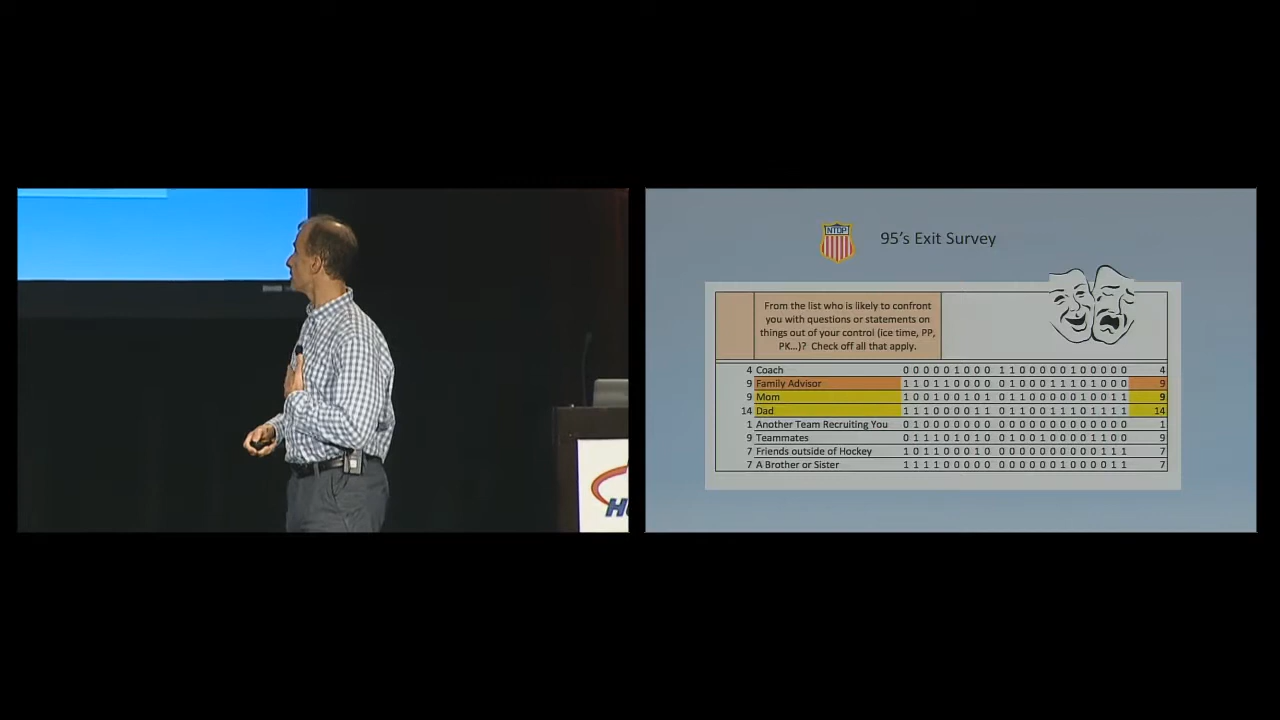 NTDP
95's Exit Survey
From the list who is likely to confront
you with questions or statements on
things out of your control (ice time, PP,
PK...)?  Check off all that apply.
4 Coach 0 0 0 0 0 1 0 0 0 1 1 0 0 0 0 0 1 0 0 0 0 0 4
9 Family Advisor 1 1 0 1 1 0 0 0 0 1 0 0 0 0 1 1 1 0 1 0 0 0 9
9 Mom 1 0 0 1 0 0 1 0 1 0 1 1 0 0 0 0 0 1 0 0 1 1 9
14 Dad 1 1 1 0 0 0 0 1 1 0 1 1 0 0 1 1 1 0 1 1 1 1 14
1 Another Team Recruiting You 0 1 0 0 0 0 0 0 0 0 0 0 0 0 0 0 0 0 0 0 0 0 1
9 Teammates 0 1 1 1 0 1 0 1 0 0 0 1 0 0 1 0 0 0 0 1 1 0 0 9
7 Friends outside of Hockey 1 0 1 1 0 0 0 1 0 0 0 0 0 0 0 1 0 0 0 1 1 0 7
7 A Brother or Sister 1 1 1 1 0 0 0 0 0 0 0 0 0 0 0 0 1 0 0 0 1 1 7